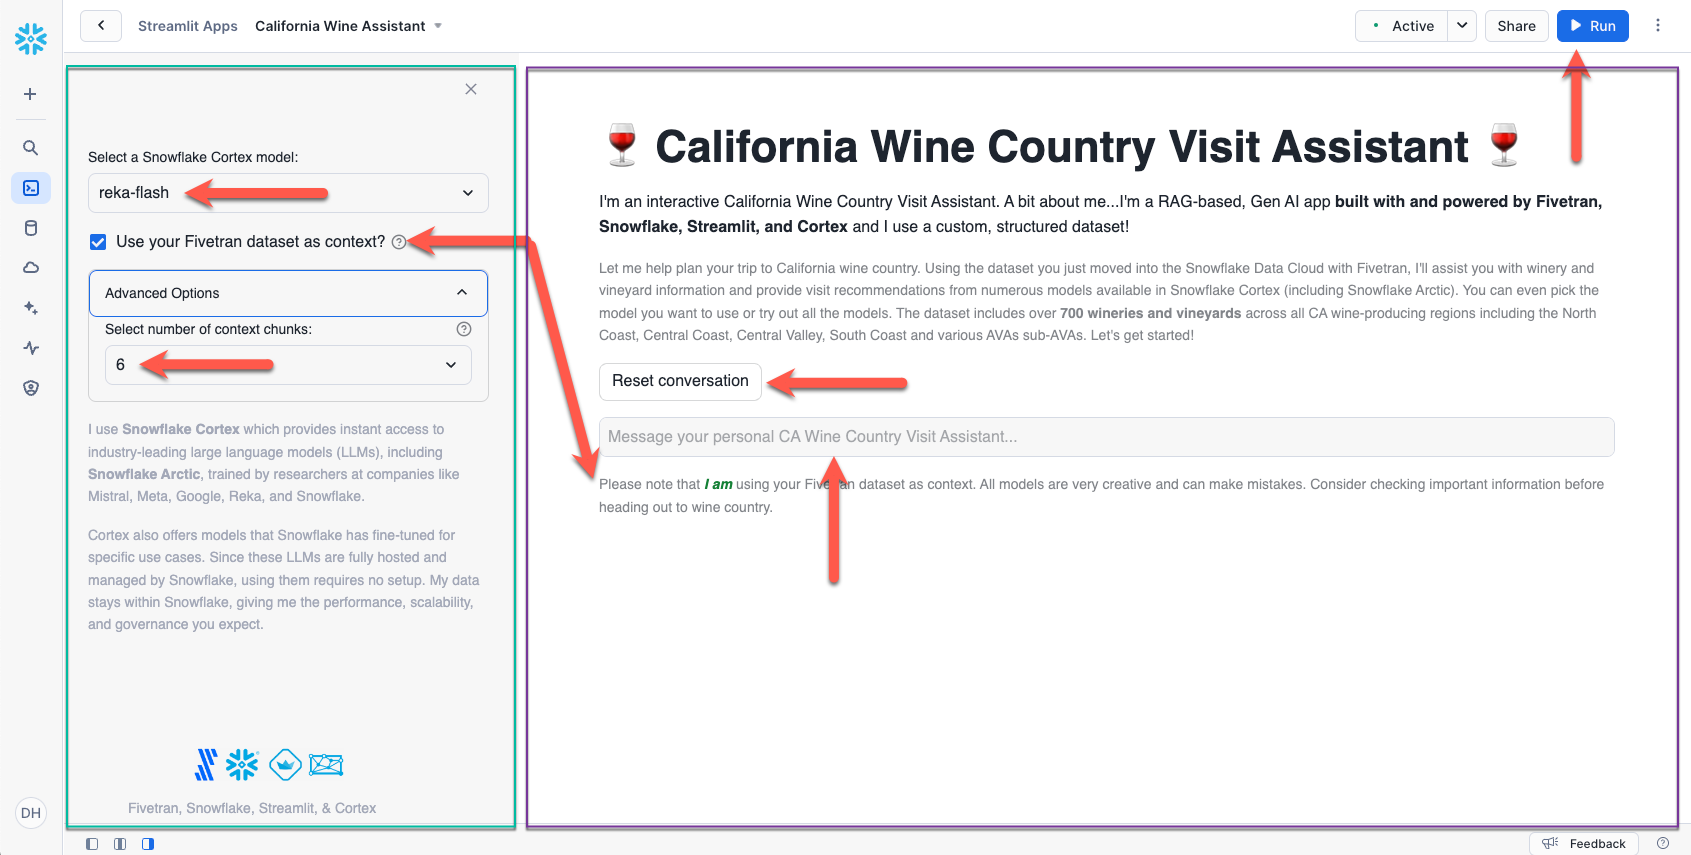 Streamlit Apps
California Wine Assistant
Active
Share
Run
Select a Snowflake Cortex model:
reka-flash
Use your Fivetran dataset as context?
Advanced Options
Select number of context chunks:
6
I use Snowflake Cortex which provides instant access to
industry-leading large language models (LLMs), including
Snowflake Arctic, trained by researchers at companies like
Mistral, Meta, Google, Reka, and Snowflake.
Cortex also offers models that Snowflake has fine-tuned for
specific use cases. Since these LLMs are fully hosted and
managed by Snowflake, using them requires no setup. My data
stays within Snowflake, giving me the performance, scalability,
and governance you expect.
Fivetran, Snowflake, Streamlit, & Cortex
DH
California Wine Country Visit Assistant
I'm an interactive California Wine Country Visit Assistant. A bit about me...I'm a RAG-based, Gen AI app built with and powered by Fivetran,
Snowflake, Streamlit, and Cortex and I use a custom, structured dataset!
Let me help plan your trip to California wine country. Using the dataset you just moved into the Snowflake Data Cloud with Fivetran, I'll assist you with winery and
vineyard information and provide visit recommendations from numerous models available in Snowflake Cortex (including Snowflake Arctic). You can even pick the
model you want to use or try out all the models. The dataset includes over 700 wineries and vineyards across all CA wine-producing regions including the North
Coast, Central Coast, Central Valley, South Coast and various AVAs sub-AVAs. Let's get started!
Reset conversation
Message your personal CA Wine Country Visit Assistant...
Please note that I am using your Fivetran dataset as context. All models are very creative and can make mistakes. Consider checking important information before
heading out to wine country.
Feedback